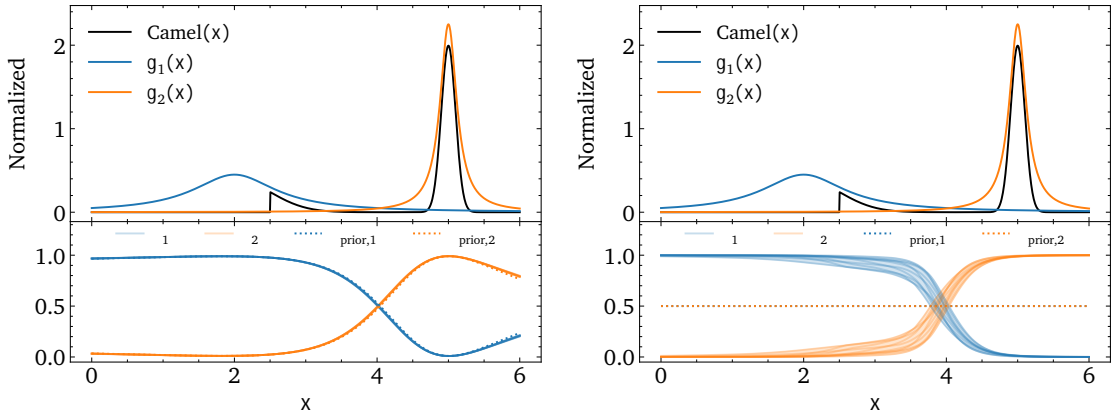 Normalized
2
1
0
Camel(x)
g₁(x)
g₂(x)
1 2 prior,1 prior,2
1.0
0.5
0.0
0 2 4 6
x
Normalized
2
1
0
Camel(x)
g₁(x)
g₂(x)
1 2 prior,1 prior,2
1.0
0.5
0.0
0 2 4 6
x